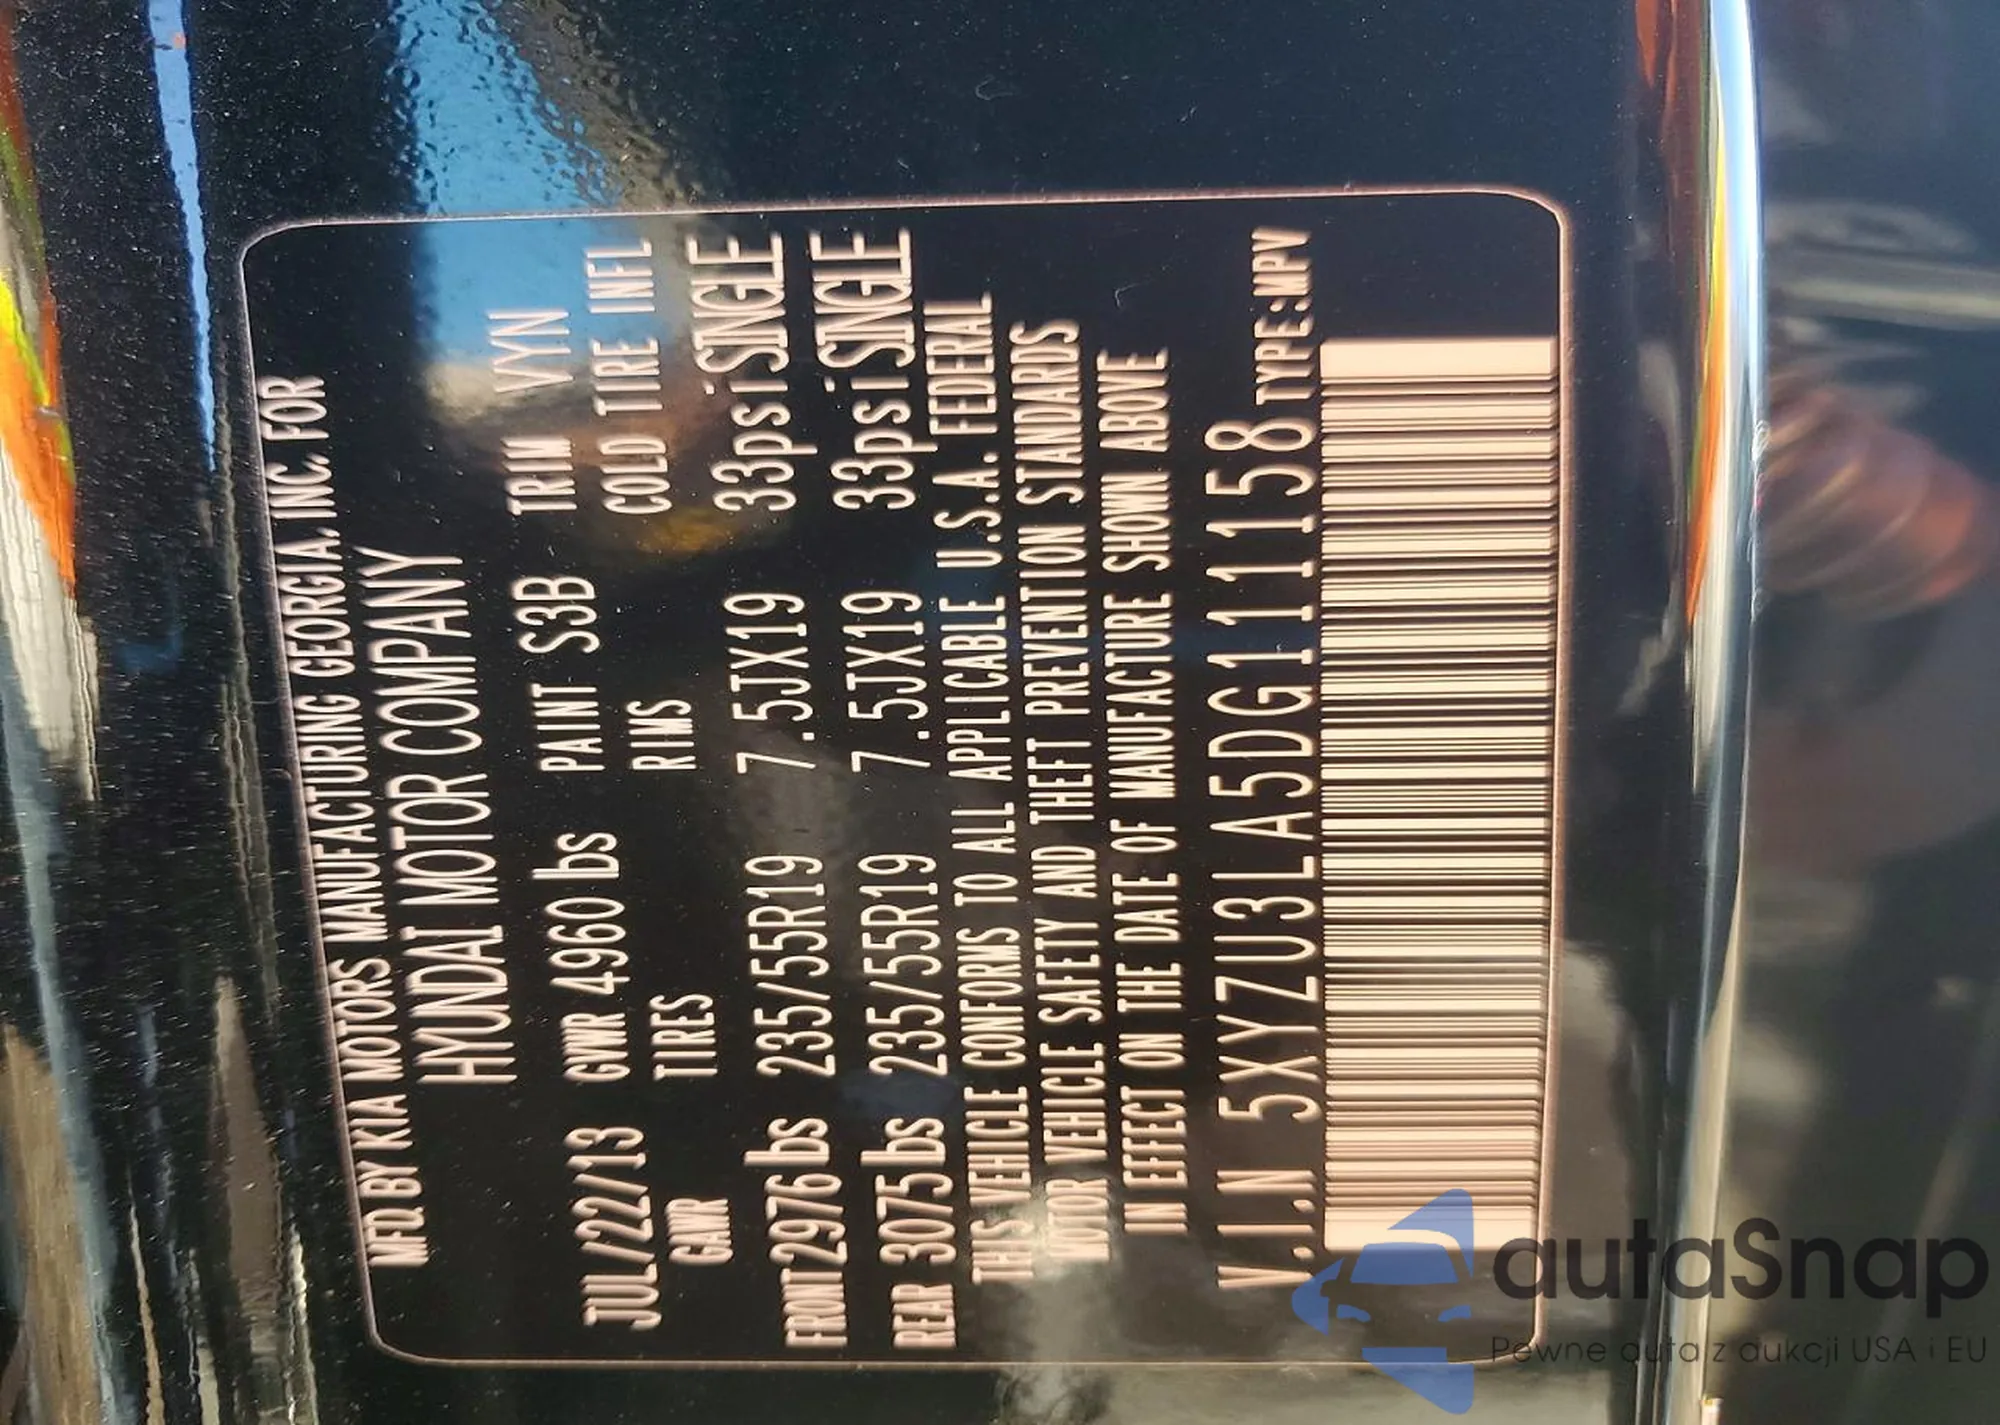 MFD. BY KIA MOTORS MANUFACTURING GEORGIA. INC. FOR
HYUNDAI MOTOR COMPANY
JUL/22/13 GVWR 4960 lbs PAINT S3B TRIM VYN
GAWR TIRES RIMS COLD TIRE INFL
FRONT 2976 lbs 235/55R19 7.5JX19 33psi SINGLE
REAR 3075 lbs 235/55R19 7.5JX19 33psi SINGLE
THIS VEHICLE CONFORMS TO ALL APPLICABLE U.S.A. FEDERAL
MOTOR VEHICLE SAFETY AND THEFT PREVENTION STANDARDS
IN EFFECT ON THE DATE OF MANUFACTURE SHOWN ABOVE
V.I.N 5XYZU3LA5DG111158 TYPE:MPV
autaSnap
Pewne auta z aukcji USA i EU